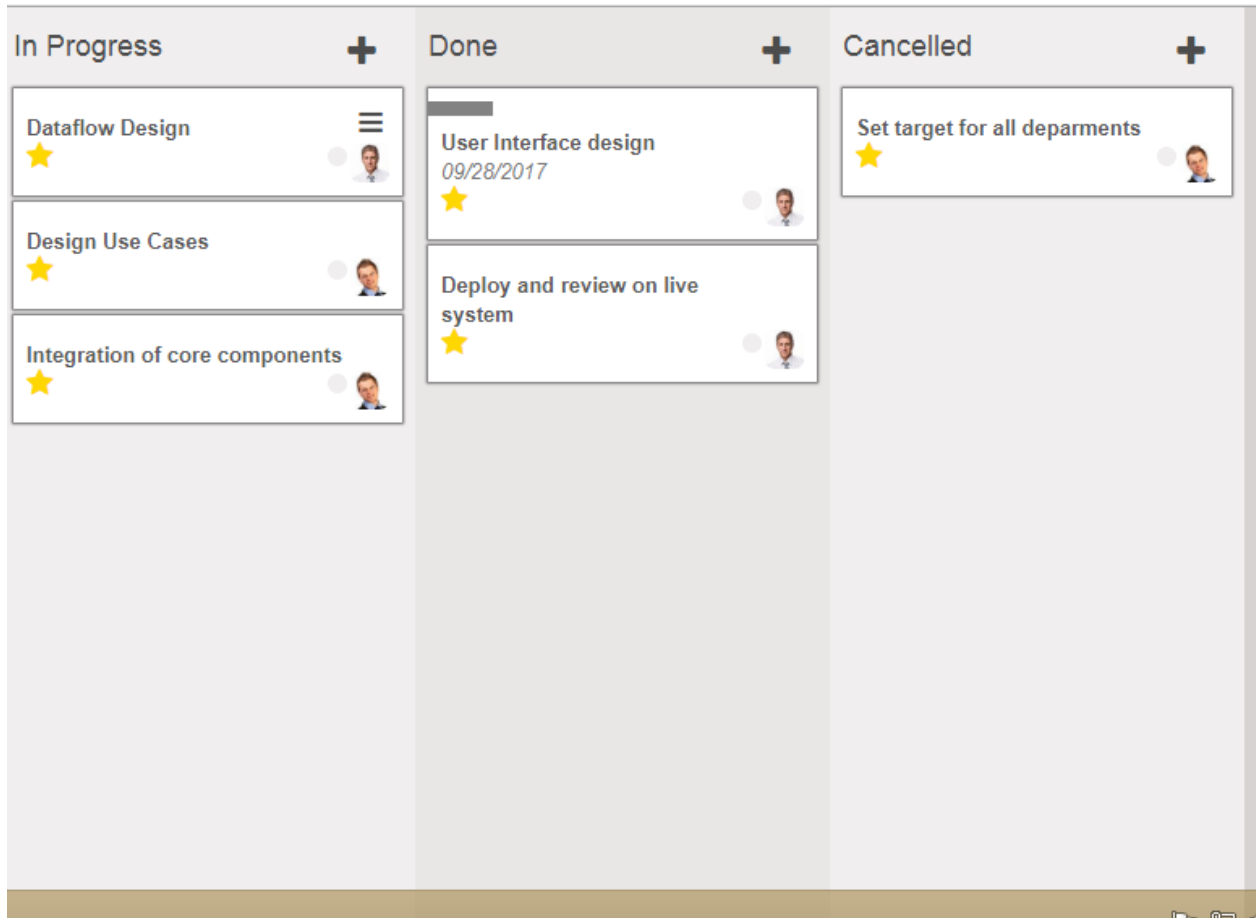 In Progress
Dataflow Design
Design Use Cases
Integration of core components
Done
User Interface design
09/28/2017
Deploy and review on live
system
Cancelled
Set target for all deparments